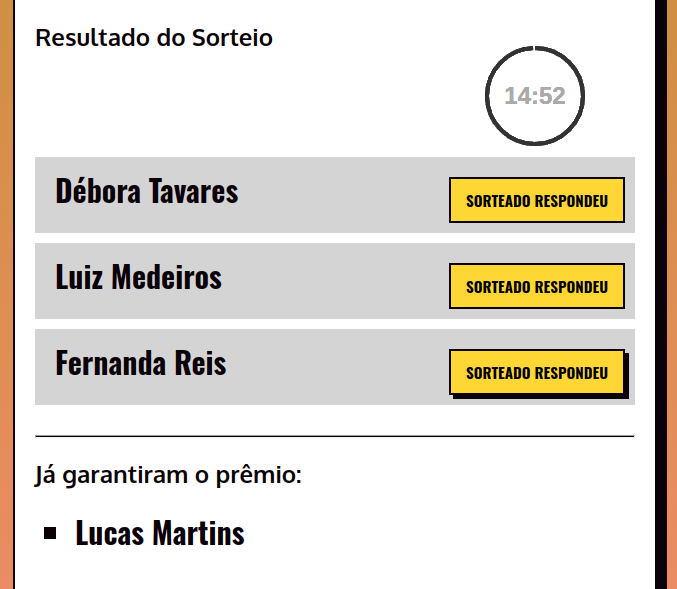 Resultado do Sorteio
14:52
Débora Tavares
SORTEADO RESPONDEU
Luiz Medeiros
SORTEADO RESPONDEU
Fernanda Reis
SORTEADO RESPONDEU
Já garantiram o prêmio:
Lucas Martins